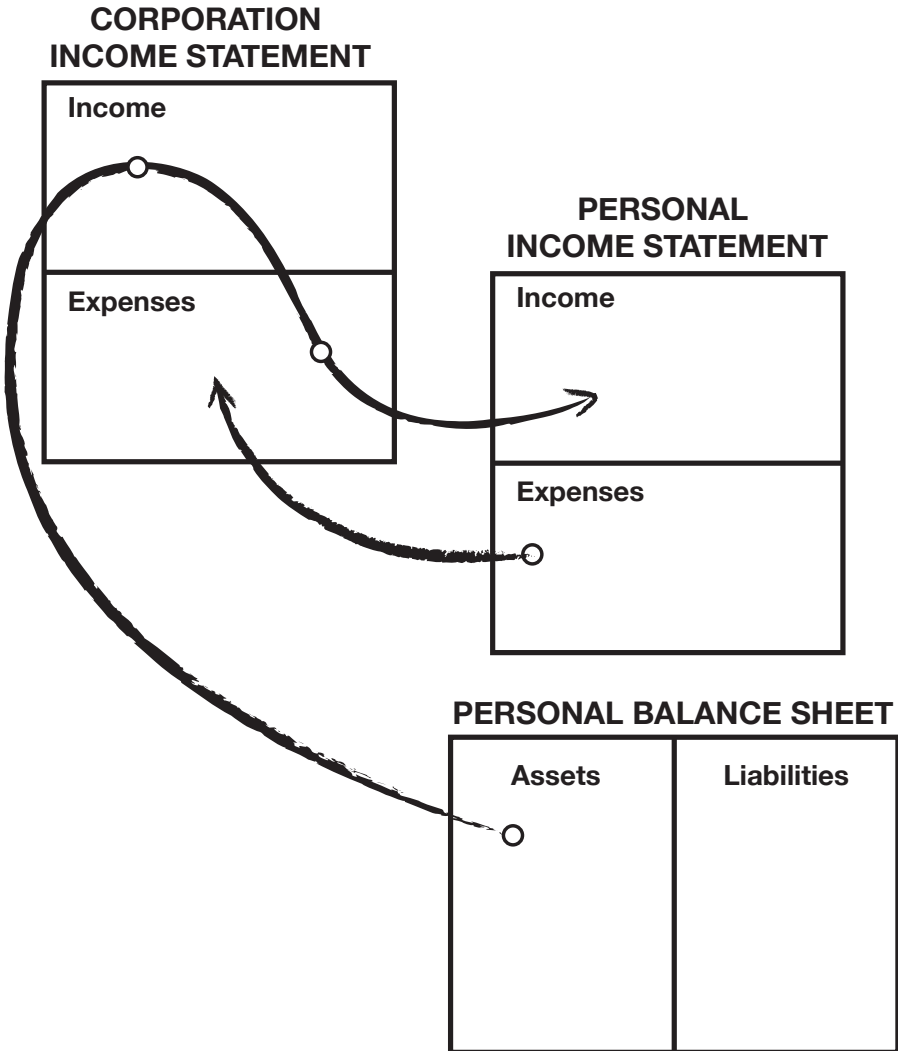 CORPORATION
INCOME STATEMENT
Income
Expenses
PERSONAL
INCOME STATEMENT
Income
Expenses
PERSONAL BALANCE SHEET
Assets
Liabilities